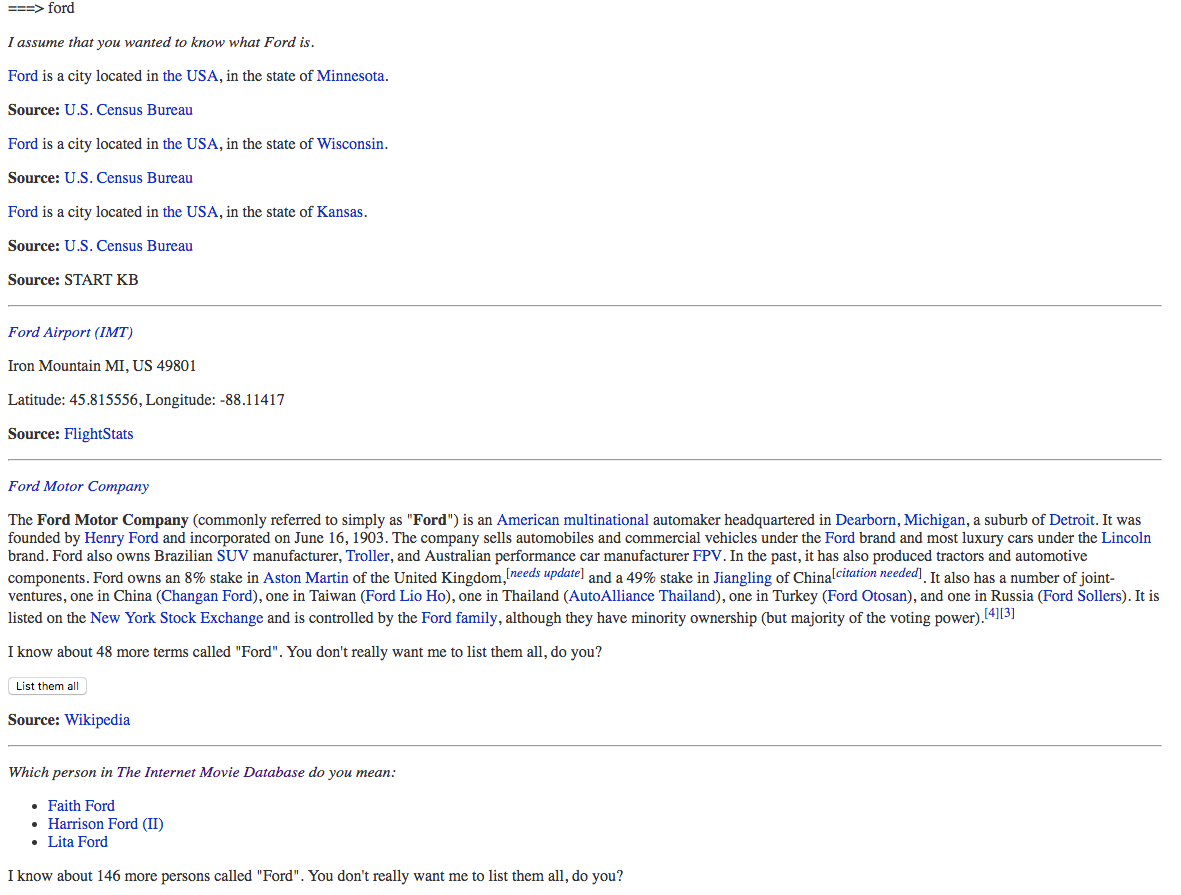 ===> ford
I assume that you wanted to know what Ford is.
Ford is a city located in the USA, in the state of Minnesota.
Source: U.S. Census Bureau
Ford is a city located in the USA, in the state of Wisconsin.
Source: U.S. Census Bureau
Ford is a city located in the USA, in the state of Kansas.
Source: U.S. Census Bureau
Source: START KB
Ford Airport (IMT)
Iron Mountain MI, US 49801
Latitude: 45.815556, Longitude: -88.11417
Source: FlightStats
Ford Motor Company
The Ford Motor Company (commonly referred to simply as "Ford") is an American multinational automaker headquartered in Dearborn, Michigan, a suburb of Detroit. It was
founded by Henry Ford and incorporated on June 16, 1903. The company sells automobiles and commercial vehicles under the Ford brand and most luxury cars under the Lincoln
brand. Ford also owns Brazilian SUV manufacturer, Troller, and Australian performance car manufacturer FPV. In the past, it has also produced tractors and automotive
components. Ford owns an 8% stake in Aston Martin of the United Kingdom,[needs update] and a 49% stake in Jiangling of China[citation needed]. It also has a number of joint-
ventures, one in China (Changan Ford), one in Taiwan (Ford Lio Ho), one in Thailand (AutoAlliance Thailand), one in Turkey (Ford Otosan), and one in Russia (Ford Sollers). It is
listed on the New York Stock Exchange and is controlled by the Ford family, although they have minority ownership (but majority of the voting power).[4][3]
I know about 48 more terms called "Ford". You don't really want me to list them all, do you?
List them all
Source: Wikipedia
Which person in The Internet Movie Database do you mean:
• Faith Ford
• Harrison Ford (II)
• Lita Ford
I know about 146 more persons called "Ford". You don't really want me to list them all, do you?